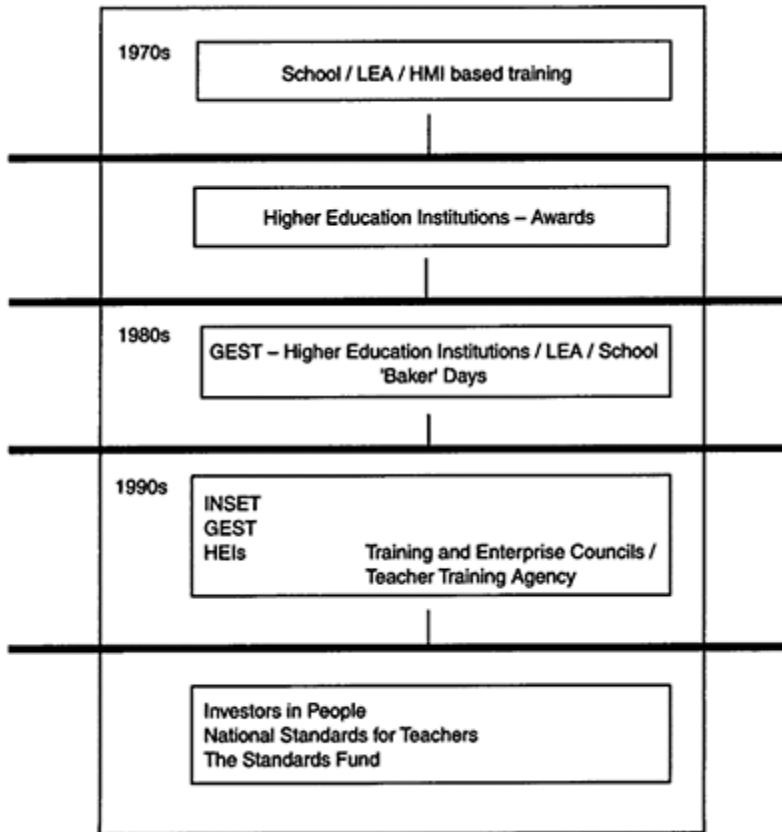 1970s
School / LEA / HMI based training
Higher Education Institutions – Awards
1980s
GEST – Higher Education Institutions / LEA / School
'Baker' Days
1990s
INSET
GEST
HEIs Training and Enterprise Councils /
Teacher Training Agency
Investors in People
National Standards for Teachers
The Standards Fund